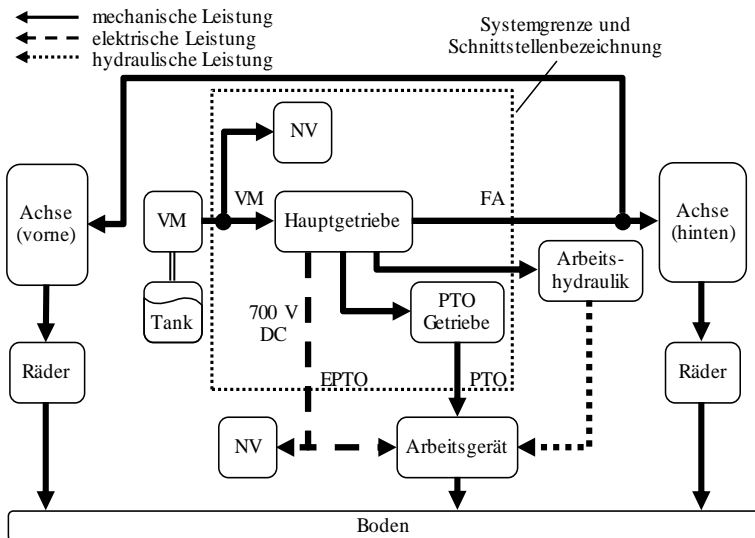 mechanische Leistung
elektrische Leistung
hydraulische Leistung
Systemgrenze und
Schnittstellenbezeichnung
NV
Achse
(vorne)
VM
VM
Hauptgetriebe
FA
Achse
(hinten)
Arbeits-
hydraulik
Tank
700 V
DC
PTO
Getriebe
Räder
Räder
EPTO
PTO
NV
Arbeitsgerät
Boden